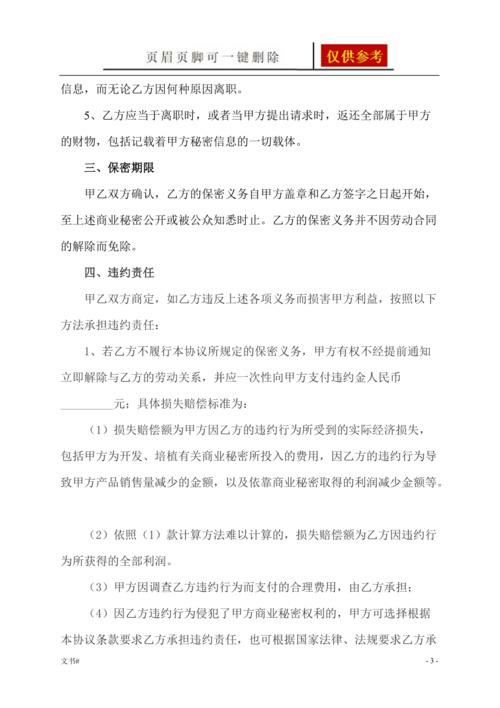 页眉页脚可一键删除
仅供参考
信息，而无论乙方因何种原因离职。
5、乙方应当于离职时，或者当甲方提出请求时，返还全部属于甲方
的财物，包括记载着甲方秘密信息的一切载体。
三、保密期限
甲乙双方确认，乙方的保密义务自甲方盖章和乙方签字之日起开始，
至上述商业秘密公开或被公众知悉时止。乙方的保密义务并不因劳动合同
的解除而免除。
四、违约责任
甲乙双方商定，如乙方违反上述各项义务而损害甲方利益，按照以下
方法承担违约责任：
1、若乙方不履行本协议所规定的保密义务，甲方有权不经提前通知
立即解除与乙方的劳动关系，并应一次性向甲方支付违约金人民币
_________元；具体损失赔偿标准为：
（1）损失赔偿额为甲方因乙方的违约行为所受到的实际经济损失，
包括甲方为开发、培植有关商业秘密所投入的费用，因乙方的违约行为导
致甲方产品销售量减少的金额，以及依靠商业秘密取得的利润减少金额等。
（2）依照（1）款计算方法难以计算的，损失赔偿额为乙方因违约行
为所获得的全部利润。
（3）甲方因调查乙方违约行为而支付的合理费用，由乙方承担；
（4）因乙方违约行为侵犯了甲方商业秘密权利的，甲方可选择根据
本协议条款要求乙方承担违约责任，也可根据国家法律、法规要求乙方承
文书# - 3 -